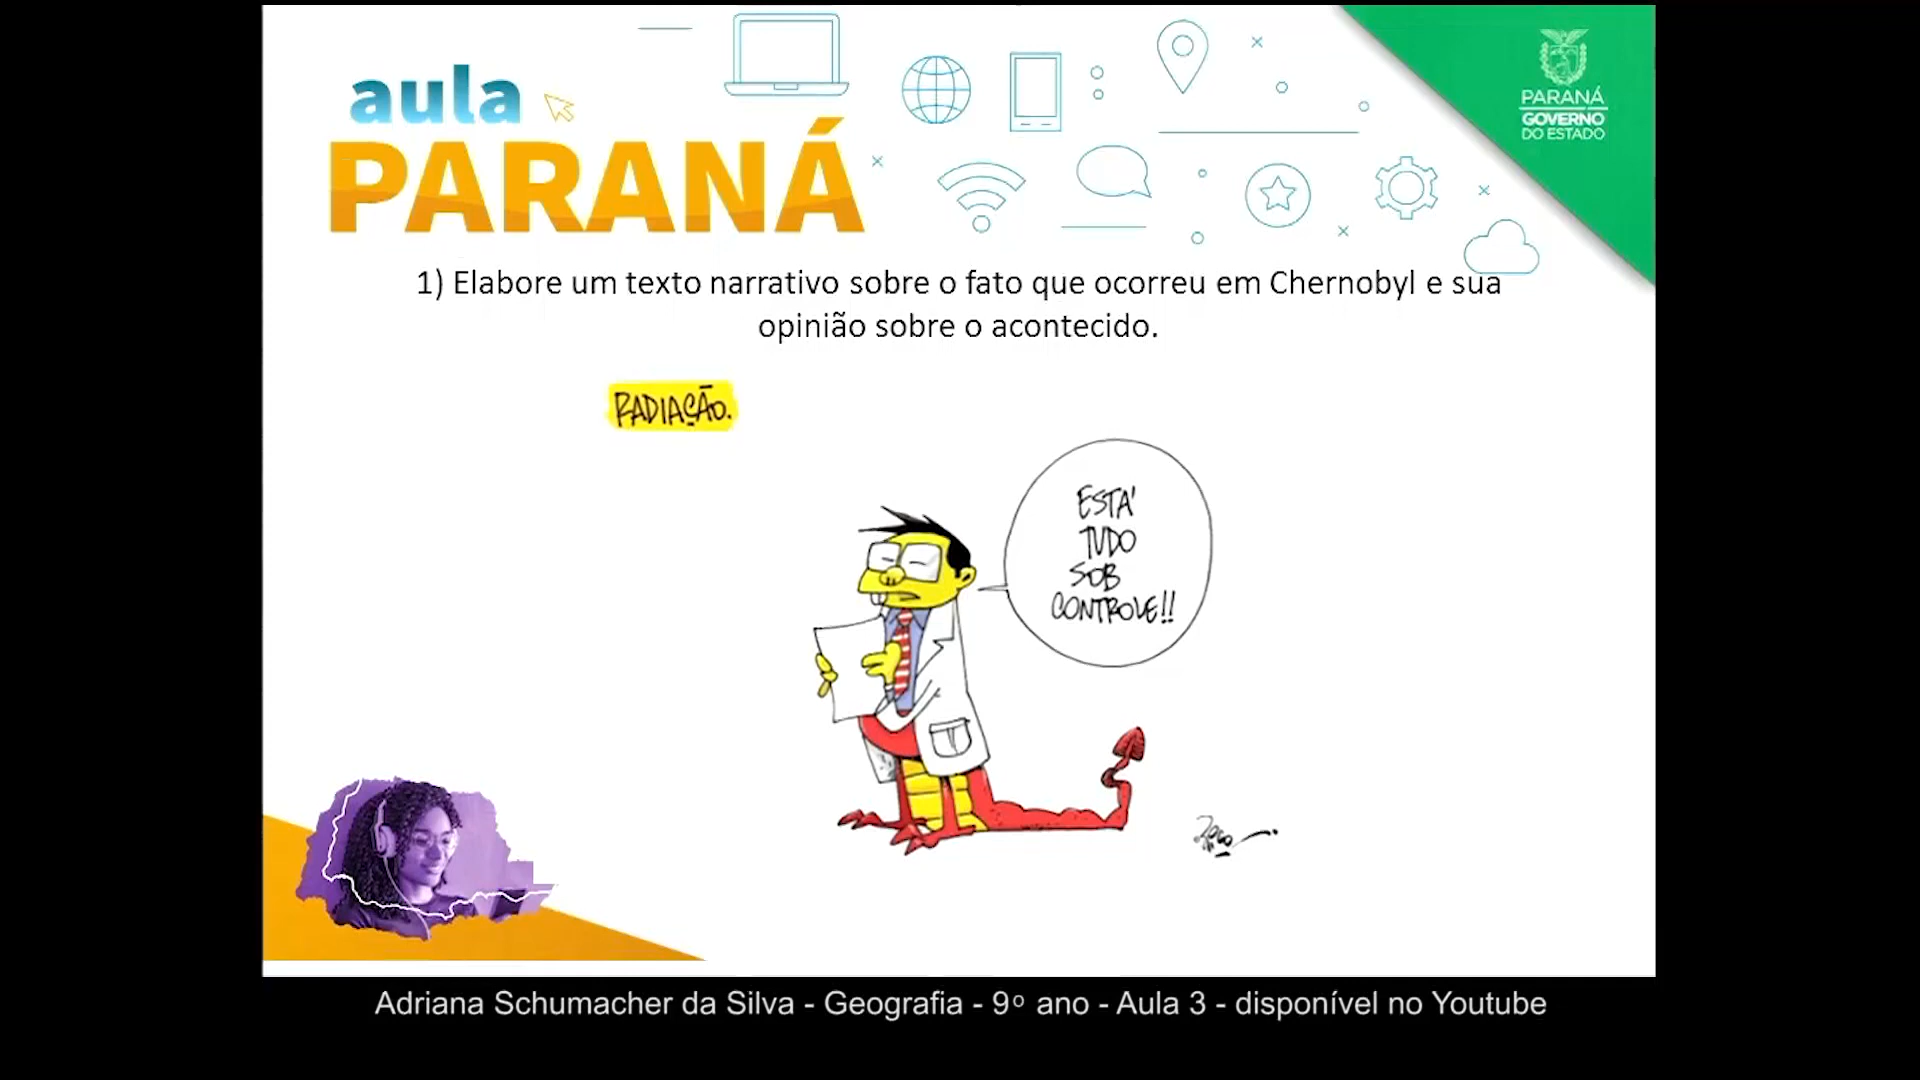 aula
PARANÁ
PARANÁ
GOVERNO
DO ESTADO
1) Elabore um texto narrativo sobre o fato que ocorreu em Chernobyl e sua
opinião sobre o acontecido.
RADIAÇÃO.
ESTÁ
TUDO
SOB
CONTROLE!!
Adriana Schumacher da Silva - Geografia - 9º ano - Aula 3 - disponível no Youtube